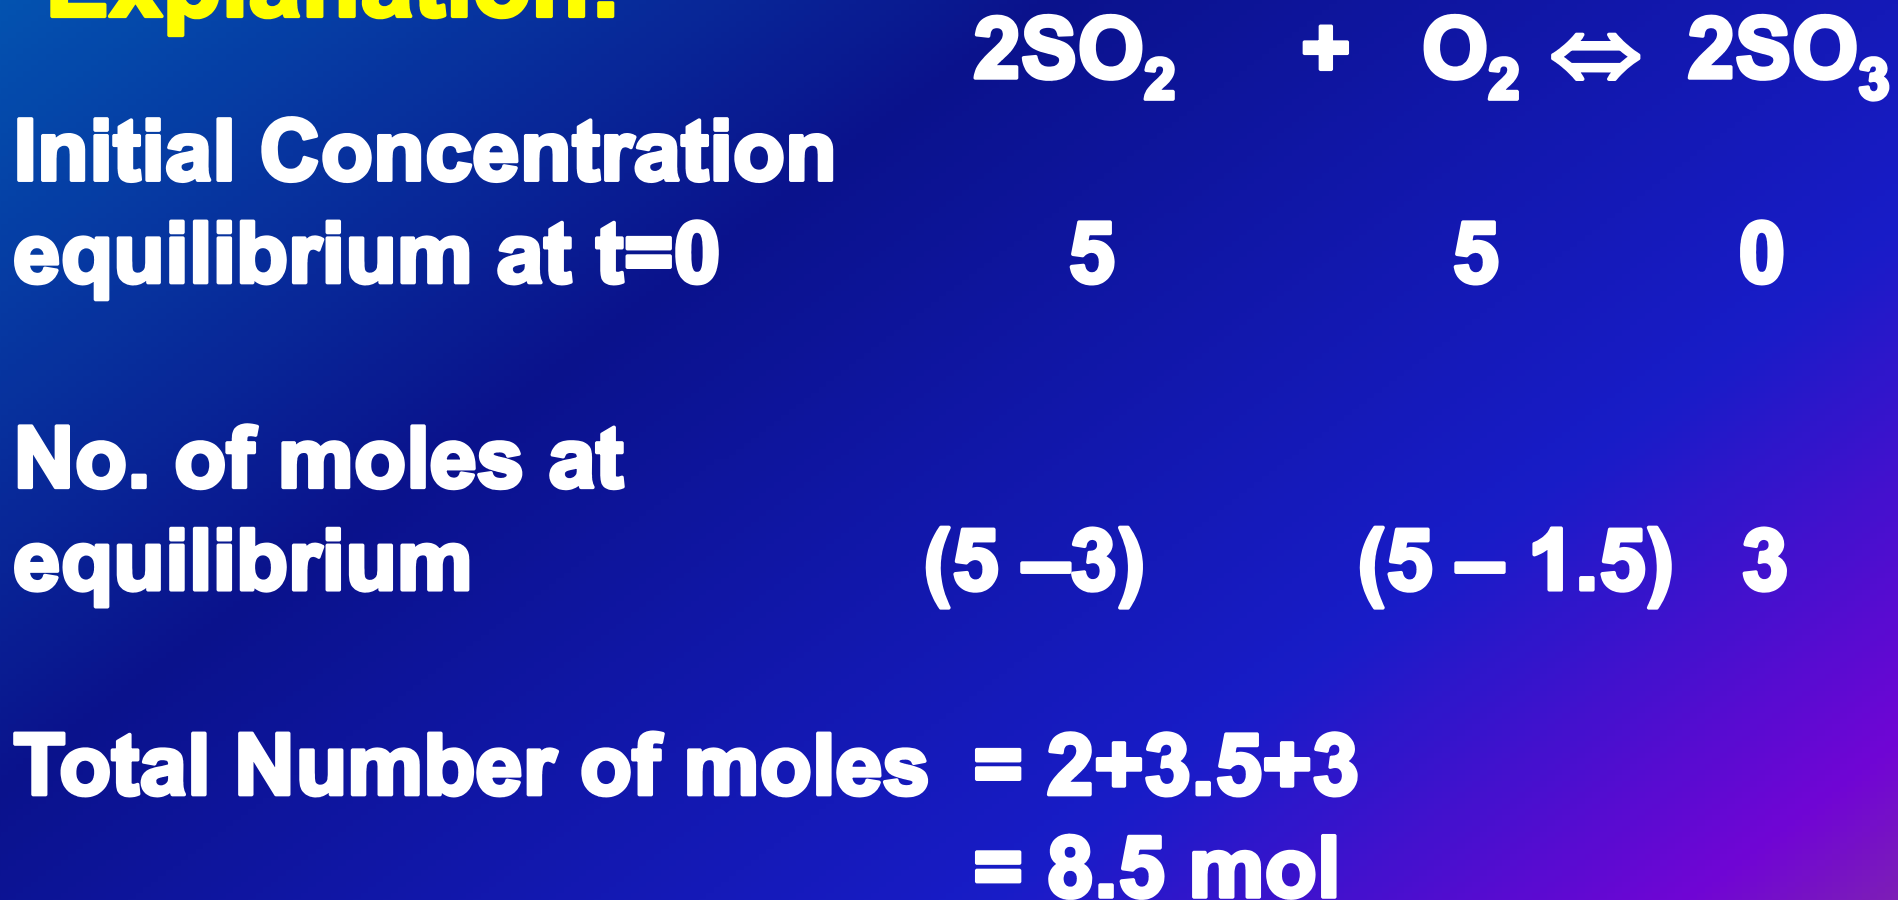 Explanation:
2SO₂ + O₂ ⇔ 2SO₃
Initial Concentration
equilibrium at t=0 5 5 0
No. of moles at
equilibrium (5 –3) (5 – 1.5) 3
Total Number of moles = 2+3.5+3
= 8.5 mol